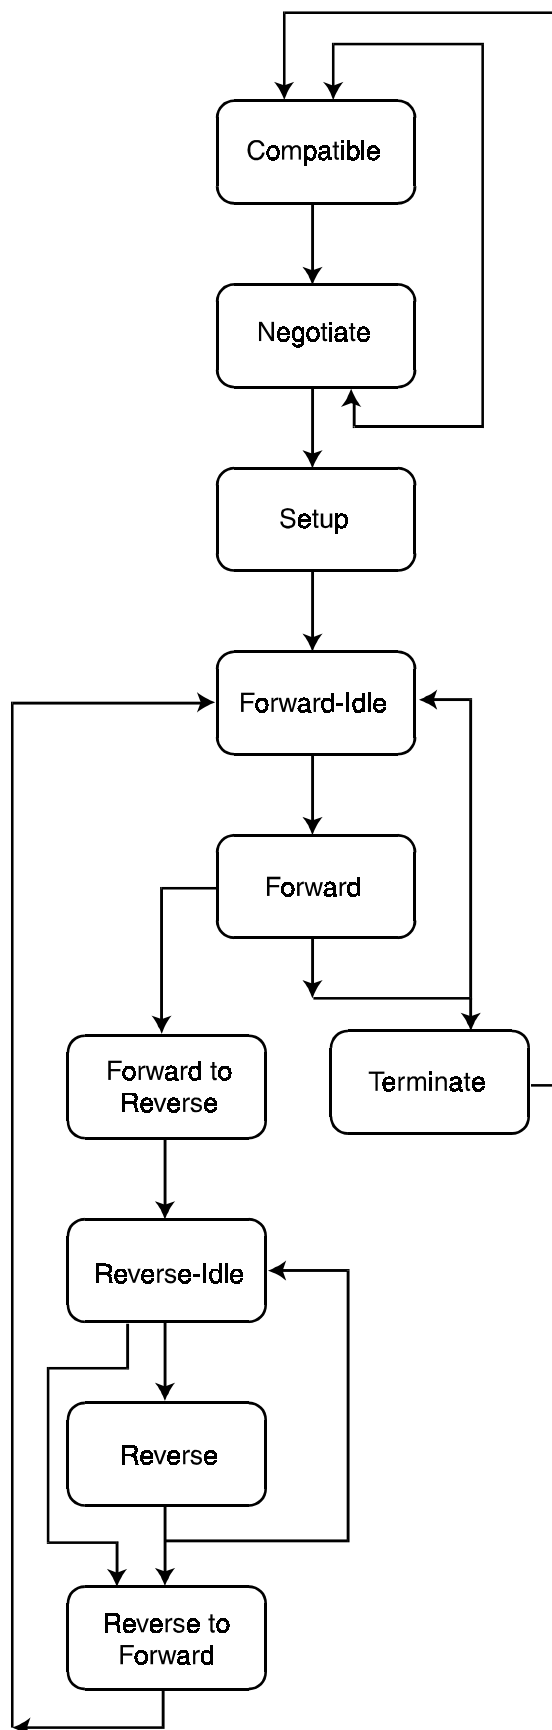 Compatible
Negotiate
Setup
Forward-Idle
Forward
Forward to
Reverse
Terminate
Reverse-Idle
Reverse
Reverse to
Forward